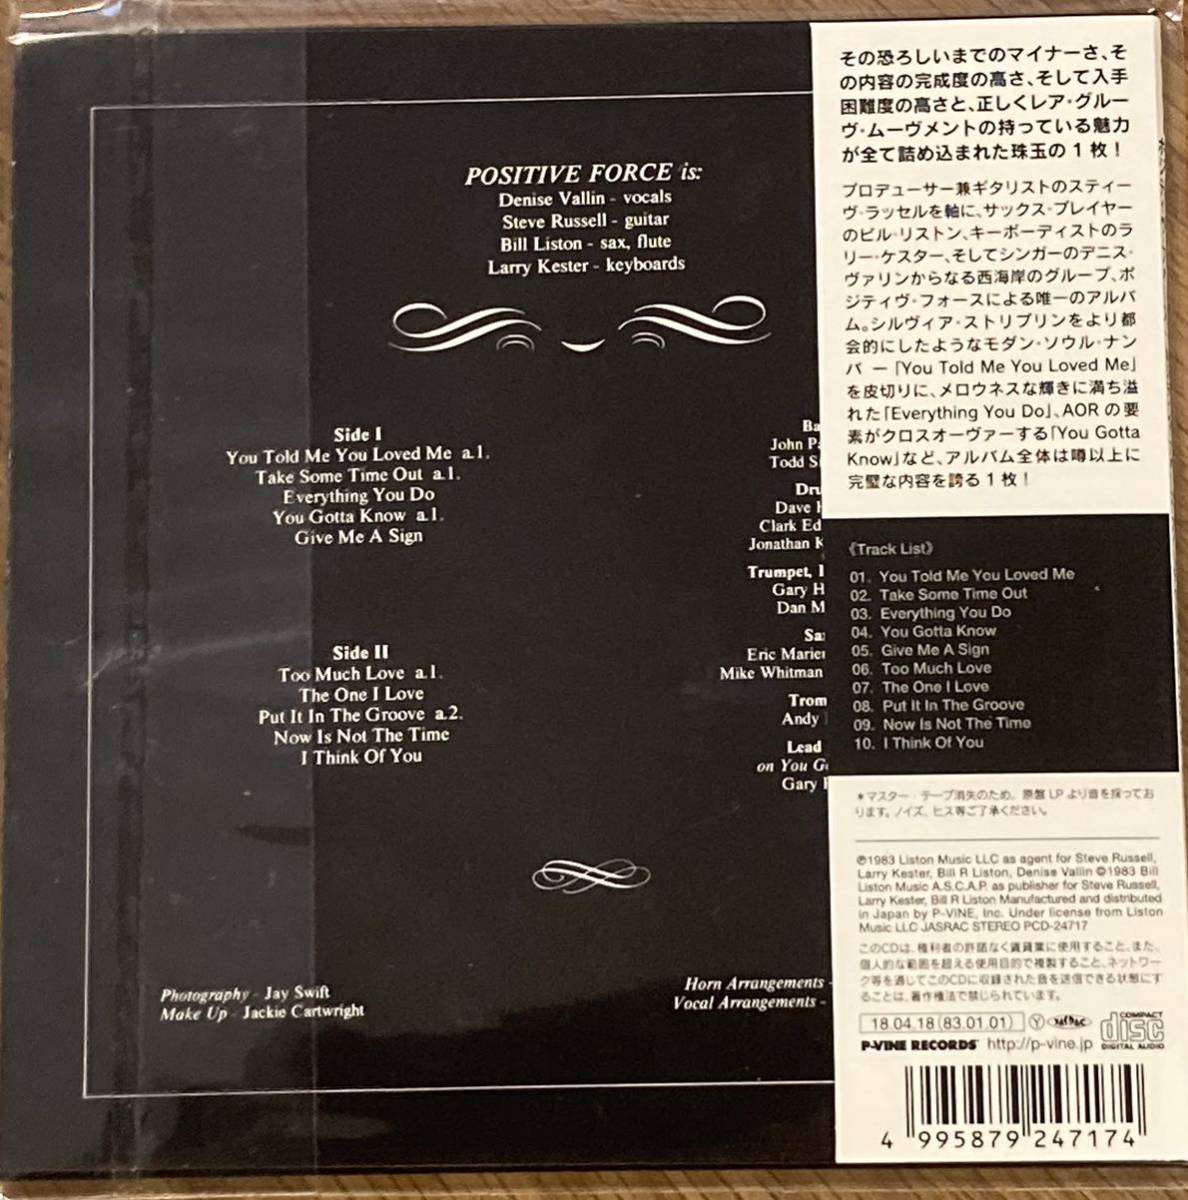 POSITIVE FORCE is:
Denise Vallin - vocals
Steve Russell - guitar
Bill Liston - sax, flute
Larry Kester - keyboards
Side I
You Told Me You Loved Me a.1.
Take Some Time Out a.1.
Everything You Do
You Gotta Know a.1.
Give Me A Sign
Side II
Too Much Love a.1.
The One I Love
Put It In The Groove a.2.
Now Is Not The Time
I Think Of You
John
Todd
Dave
Clark
Jonathan
Trumpet,
Gary
Dan
Eric
Mike Whitman
Andy
Lead
on You
Gary
Photography - Jay Swift
Make Up - Jackie Cartwright
Horn Arrangements -
Vocal Arrangements -
その恐ろしいまでのマイナーさ、そ
の内容の完成度の高さ、そして入手
困難度の高さと、正しくレア・グルー
ヴ・ムーヴメントの持っている魅力
が全て詰め込まれた珠玉の1枚!
プロデューサー兼ギタリストのスティー
ヴ・ラッセルを軸に、サックス・プレイヤー
のビル・リストン、キーボーディストのラ
リー・ケスター、そしてシンガーのデニス・
ヴァリンからなる西海岸のグループ、ポ
ジティヴ・フォースによる唯一のアルバ
ム。シルヴィア・ストリプリンをより都
会的にしたようなモダン・ソウル・ナン
バー「You Told Me You Loved Me」
を皮切りに、メロウネスな輝きに満ち溢
れた「Everything You Do」、AORの要
素がクロスオーヴァーする「You Gotta
Know」など、アルバム全体は噂以上に
完璧な内容を誇る1枚!
《Track List》
01. You Told Me You Loved Me
02. Take Some Time Out
03. Everything You Do
04. You Gotta Know
05. Give Me A Sign
06. Too Much Love
07. The One I Love
08. Put It In The Groove
09. Now Is Not The Time
10. I Think Of You
*マスター・テープ消失のため、原盤LPより音を採ってお
ります。ノイズ、ヒス等ご了承ください。
℗1983 Liston Music LLC as agent for Steve Russell,
Larry Kester, Bill R Liston, Denise Vallin ©1983 Bill
Liston Music A.S.C.A.P. as publisher for Steve Russell,
Larry Kester, Bill R Liston Manufactured and distributed
in Japan by P-VINE, Inc. Under license from Liston
Music LLC JASRAC STEREO PCD-24717
このCDは、権利者の許諾なく賃貸業に使用すること、また、
個人的な範囲を超える使用目的で複製すること、ネットワー
ク等を通じてこのCDに収録された音を送信できる状態にす
ることは、著作権法で禁じられています。
18.04.18 (83.01.01) Ⓨ JASRAC
COMPACT disc DIGITAL AUDIO
P-VINE RECORDS http://p-vine.jp
4 995879 247174